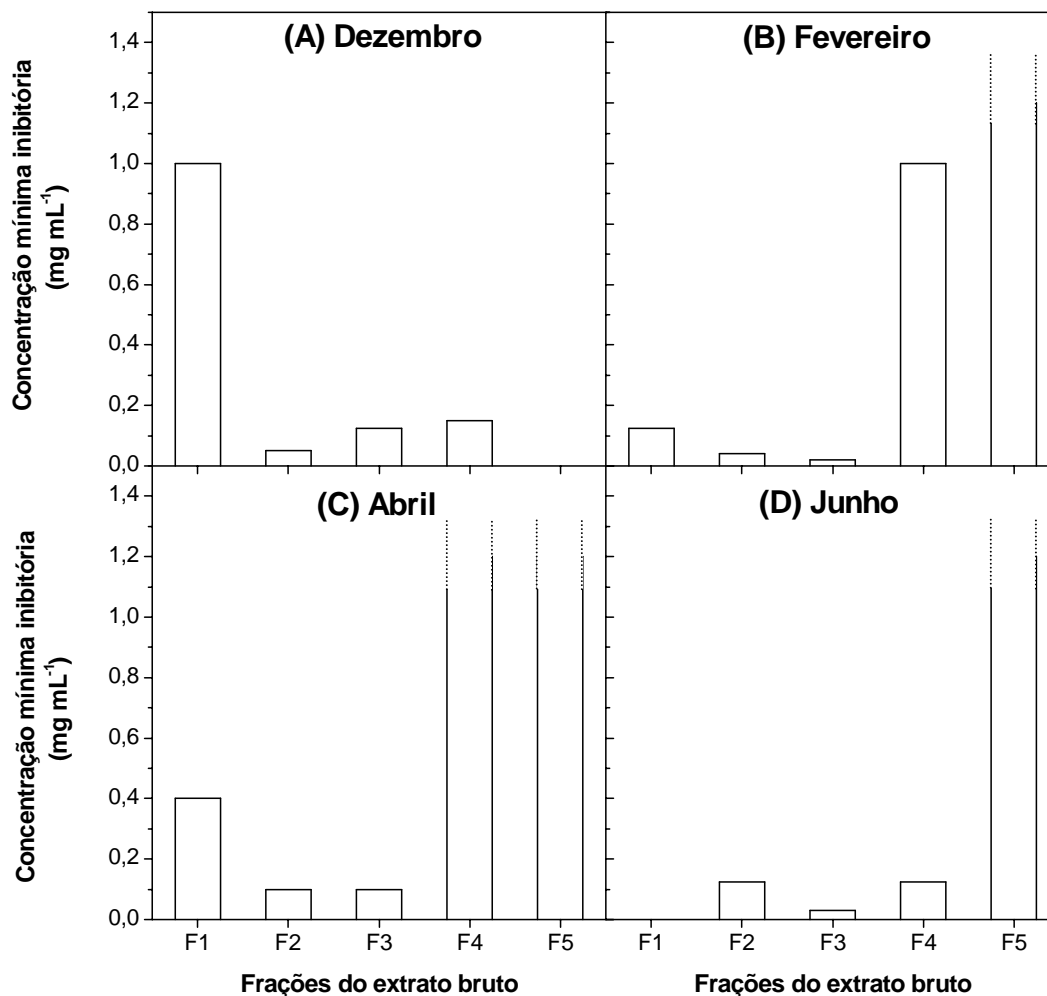 (A) Dezembro
(B) Fevereiro
Concentração mínima inibitória
(mg mL⁻¹)
1,4
1,2
1,0
0,8
0,6
0,4
0,2
0,0
(C) Abril
(D) Junho
Concentração mínima inibitória
(mg mL⁻¹)
1,4
1,2
1,0
0,8
0,6
0,4
0,2
0,0
F1 F2 F3 F4 F5 F1 F2 F3 F4 F5
Frações do extrato bruto Frações do extrato bruto